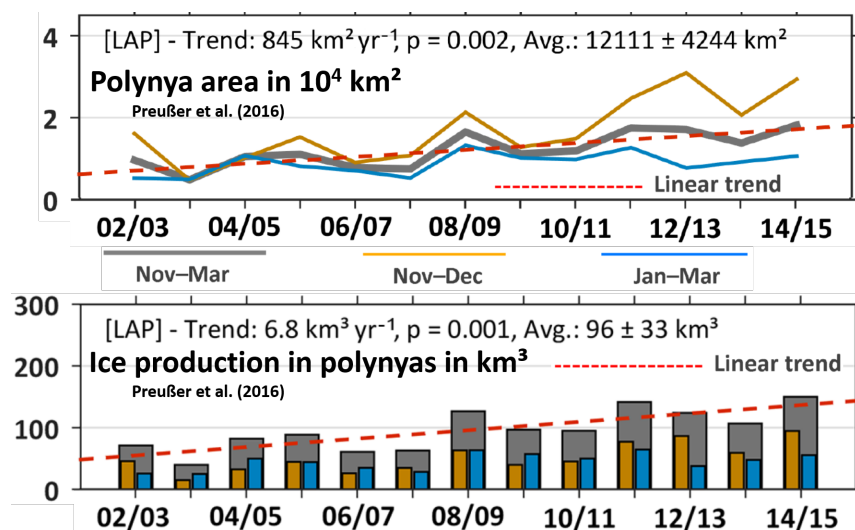 4
[LAP] - Trend: 845 km² yr⁻¹, p = 0.002, Avg.: 12111 ± 4244 km²
Polynya area in 10⁴ km²
Preußer et al. (2016)
2
Linear trend
0
02/03 04/05 06/07 08/09 10/11 12/13 14/15
Nov–Mar Nov–Dec Jan–Mar
300
[LAP] - Trend: 6.8 km³ yr⁻¹, p = 0.001, Avg.: 96 ± 33 km³
200
Ice production in polynyas in km³
Linear trend
Preußer et al. (2016)
100
0
02/03 04/05 06/07 08/09 10/11 12/13 14/15